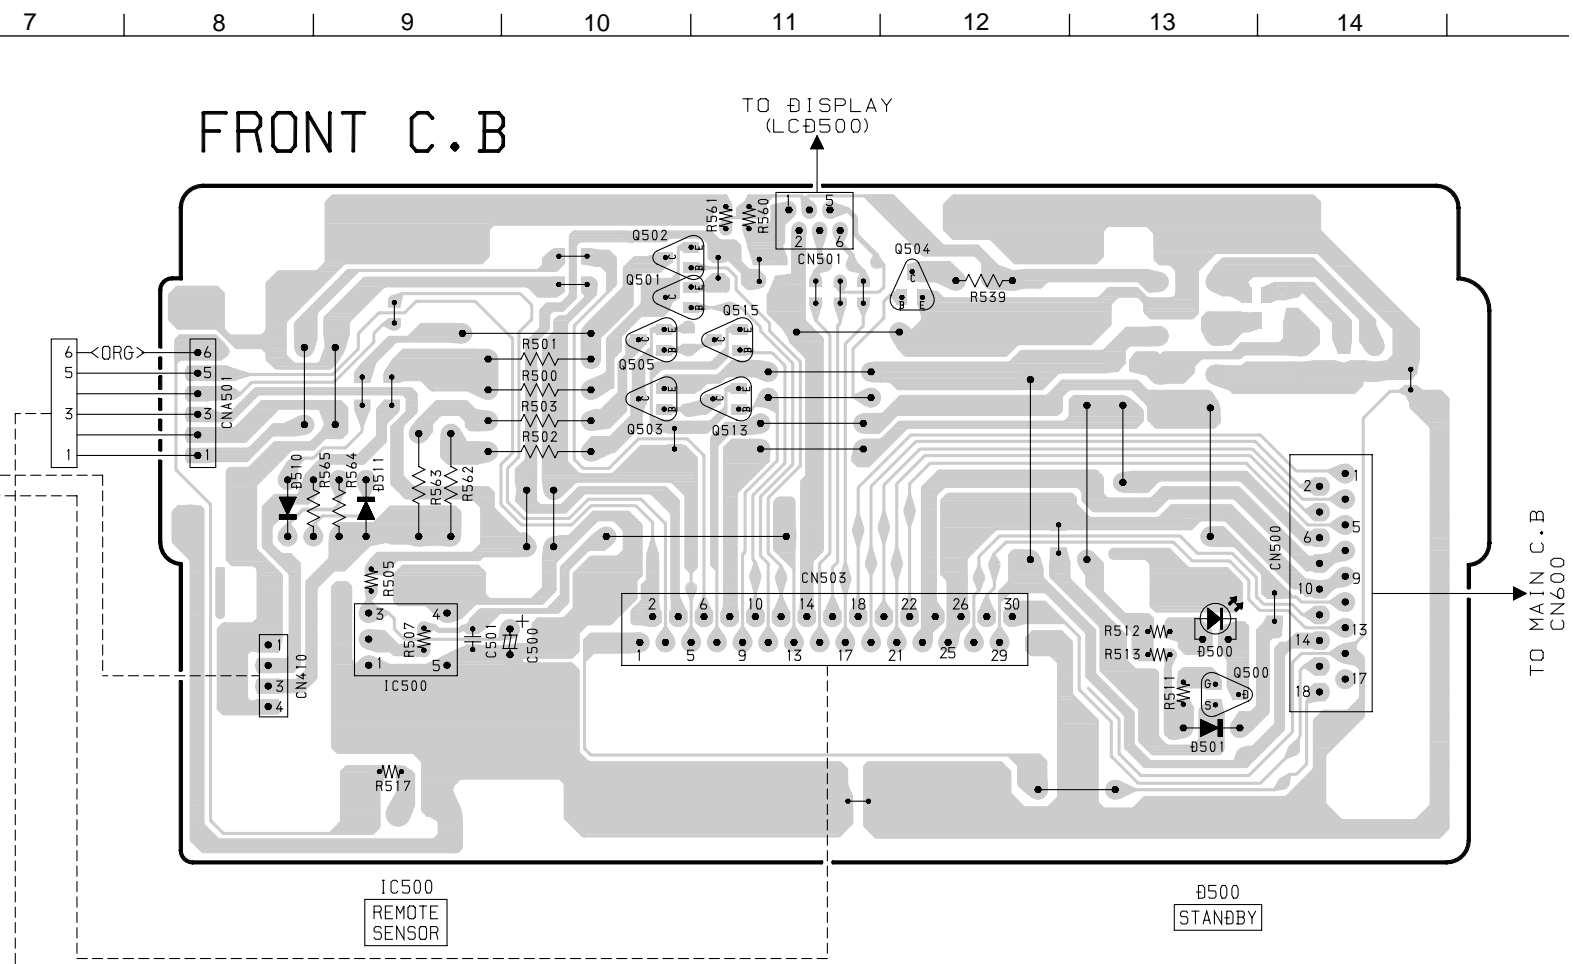 7 8 9 10 11 12 13 14
FRONT C.B
TO DISPLAY
(LCD500)
1 5
2 6
CN501
R561
R560
Q502
Q501
Q504
R539
Q515
Q505
Q503
Q513
C B E
C B E
C B E
C B E
C B E
C B E
C B E
6 <ORG> 6
5 5
3 3
1 1
CNA501
R501
R500
R503
R502
D510
R565
R564
D511
R563
R562
R505
3 4
R507
1 5
IC500
C501
+
C500
1
3
4
CN410
R517
CN503
2 6 10 14 18 22 26 30
1 5 9 13 17 21 25 29
CN500
1
2
5
6
9
10
13
14
17
18
R512
R513
D500
Q500
G
D
S
R511
D501
TO MAIN C.B
CN600
IC500
REMOTE
SENSOR
D500
STANDBY